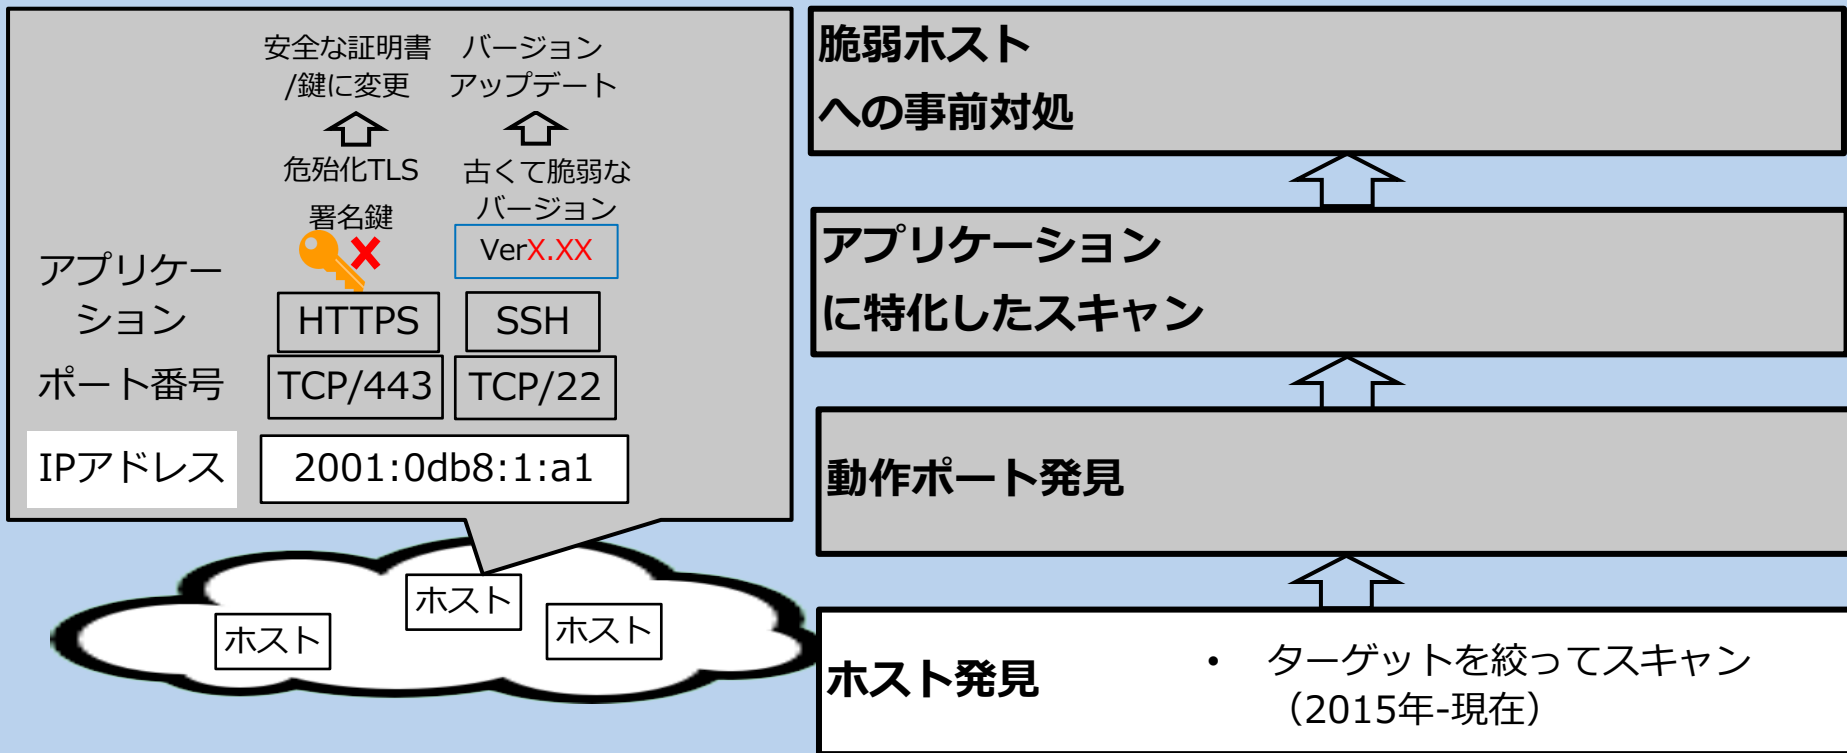 安全な証明書
/鍵に変更
バージョン
アップデート
危殆化TLS
署名鍵
古くて脆弱な
バージョン
VerX.XX
アプリケー
ション
HTTPS
SSH
ポート番号
TCP/443
TCP/22
IPアドレス
2001:0db8:1:a1
ホスト
ホスト
ホスト
脆弱ホスト
への事前対処
アプリケーション
に特化したスキャン
動作ポート発見
ホスト発見
• ターゲットを絞ってスキャン
（2015年-現在）